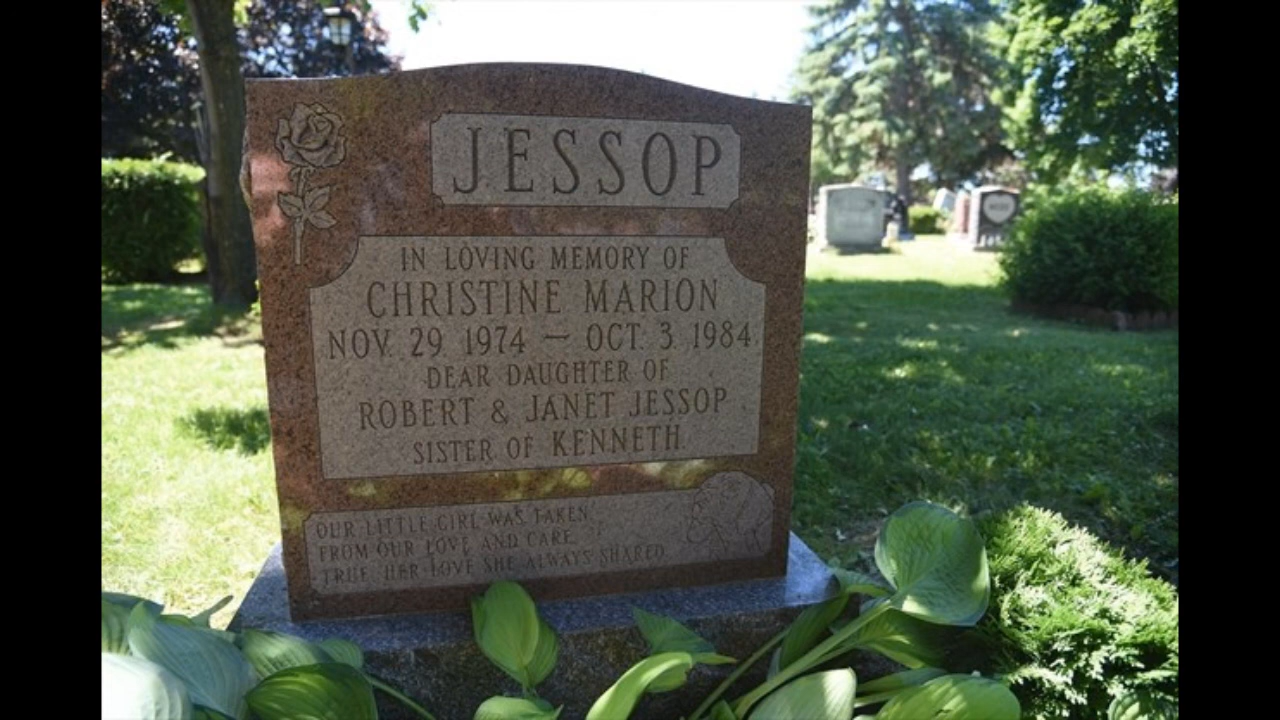 JESSOP
IN LOVING MEMORY OF
CHRISTINE MARION
NOV. 29 1974 – OCT. 3 1984
DEAR DAUGHTER OF
ROBERT & JANET JESSOP
SISTER OF KENNETH
OUR LITTLE GIRL WAS TAKEN
FROM OUR LOVE AND CARE
TRUE HER LOVE SHE ALWAYS SHARED